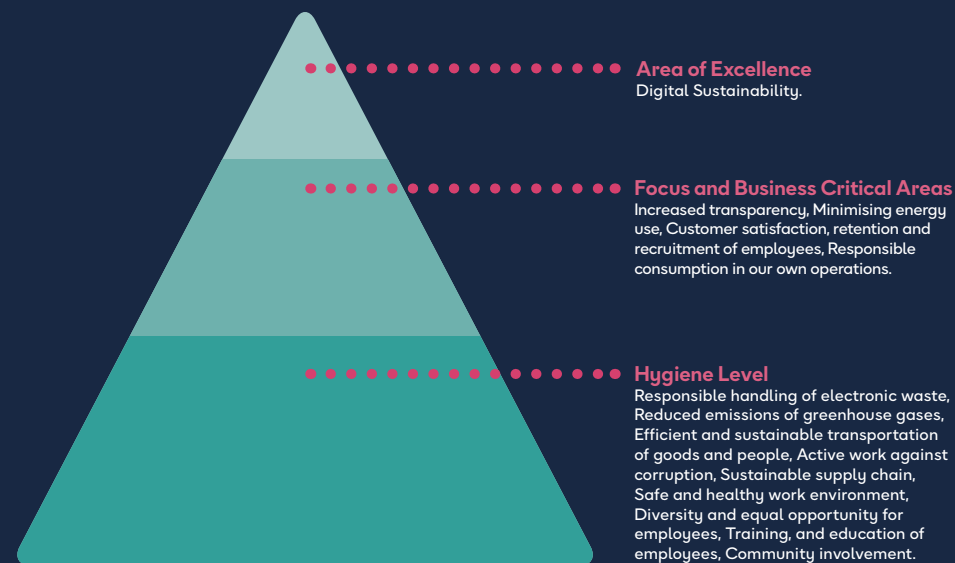 Area of Excellence
Digital Sustainability.
Focus and Business Critical Areas
Increased transparency, Minimising energy
use, Customer satisfaction, retention and
recruitment of employees, Responsible
consumption in our own operations.
Hygiene Level
Responsible handling of electronic waste,
Reduced emissions of greenhouse gases,
Efficient and sustainable transportation
of goods and people, Active work against
corruption, Sustainable supply chain,
Safe and healthy work environment,
Diversity and equal opportunity for
employees, Training, and education of
employees, Community involvement.